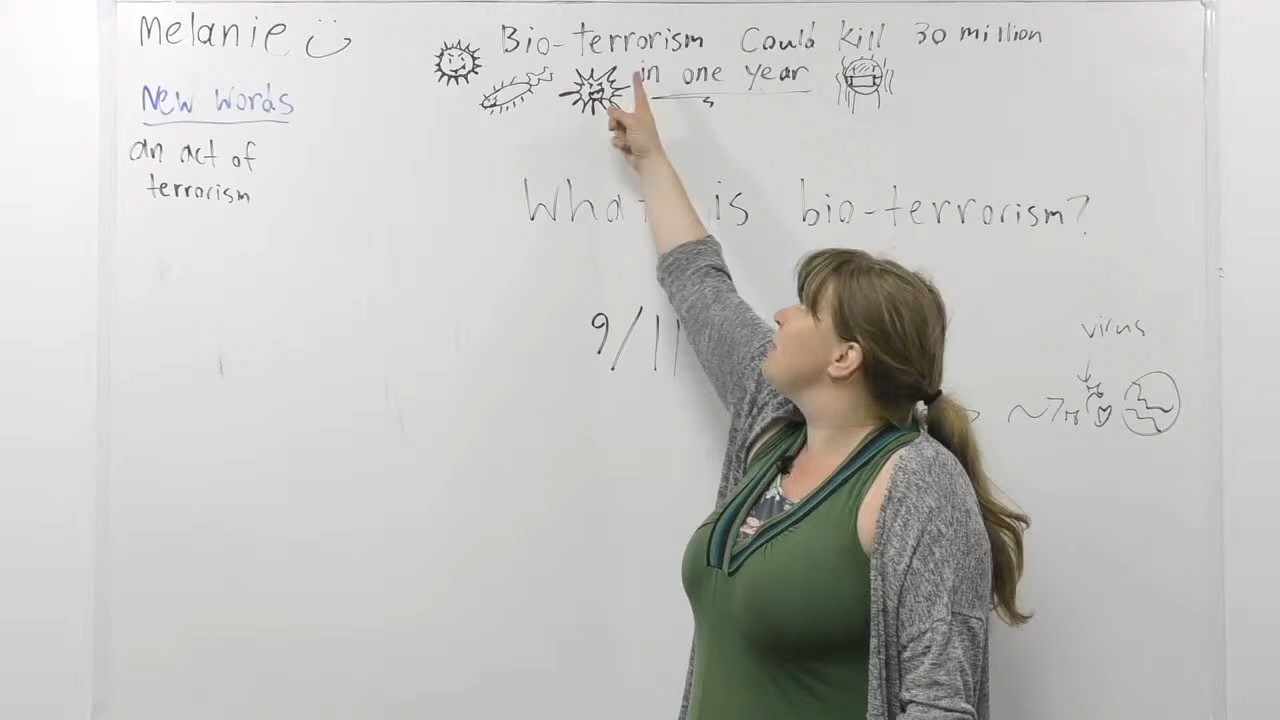 Melanie
New Words
an act of
terrorism
Bio-terrorism Could kill 30 million
in one year
What is bio-terrorism?
9/11
virus